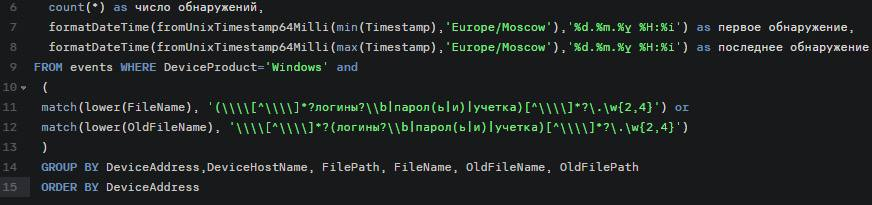 6 count(*) as число обнаружений,
7 formatDateTime(fromUnixTimestamp64Milli(min(Timestamp),'Europe/Moscow'),'%d.%m.%y %H:%i') as первое обнаружение,
8 formatDateTime(fromUnixTimestamp64Milli(max(Timestamp),'Europe/Moscow'),'%d.%m.%y %H:%i') as последнее обнаружение
9 FROM events WHERE DeviceProduct='Windows' and
10 (
11 match(lower(FileName), '(\\\\[^\\\\]*?логины?\\b|парол(ь|и)|учетка)[^\\\\]*?\.\w{2,4}') or
12 match(lower(OldFileName), '\\\\[^\\\\]*?(логины?\\b|парол(ь|и)|учетка)[^\\\\]*?\.\w{2,4}')
13 )
14 GROUP BY DeviceAddress,DeviceHostName, FilePath, FileName, OldFileName, OldFilePath
15 ORDER BY DeviceAddress